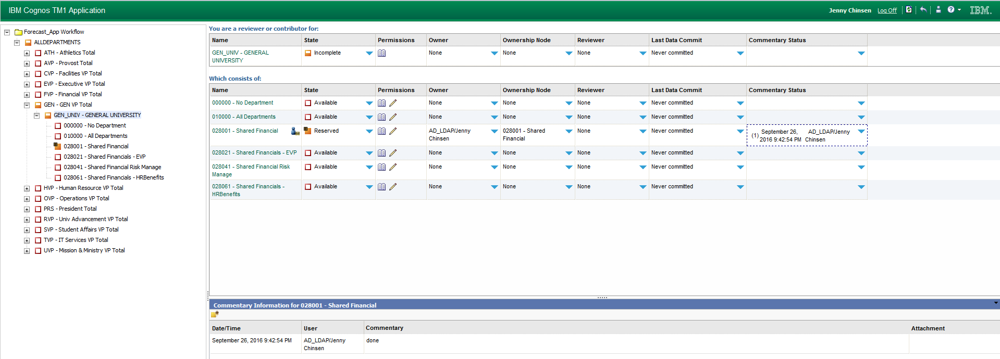 IBM Cognos TM1 Application
Jenny Chinsen Log Off IBM.
Forecast_App Workflow
ALLDEPARTMENTS
ATH - Athletics Total
AVP - Provost Total
CVP - Facilities VP Total
EVP - Executive VP Total
FVP - Financial VP Total
GEN - GEN VP Total
GEN_UNIV - GENERAL UNIVERSITY
000000 - No Department
010000 - All Departments
028001 - Shared Financial
028021 - Shared Financials - EVP
028041 - Shared Financial Risk Manage
028061 - Shared Financials - HRBenefits
HVP - Human Resource VP Total
OVP - Operations VP Total
PRS - President Total
RVP - Univ Advancement VP Total
SVP - Student Affairs VP Total
TVP - IT Services VP Total
UVP - Mission & Ministry VP Total
You are a reviewer or contributor for:
Name State Permissions Owner Ownership Node Reviewer Last Data Commit Commentary Status
GEN_UNIV - GENERAL Incomplete None None None Never committed
UNIVERSITY
Which consists of:
Name State Permissions Owner Ownership Node Reviewer Last Data Commit Commentary Status
000000 - No Department Available None None None Never committed
010000 - All Departments Available None None None Never committed
028001 - Shared Financial Reserved AD_LDAP/Jenny 028001 - Shared None Never committed (1) September 26, AD_LDAP/Jenny
Chinsen Financial 2016 9:42:54 PM Chinsen
028021 - Shared Financials - EVP Available None None None Never committed
028041 - Shared Financial Risk Available None None None Never committed
Manage
028061 - Shared Financials - Available None None None Never committed
HRBenefits
Commentary Information for 028001 - Shared Financial
Date/Time User Commentary Attachment
September 26, 2016 9:42:54 PM AD_LDAP/Jenny done
Chinsen